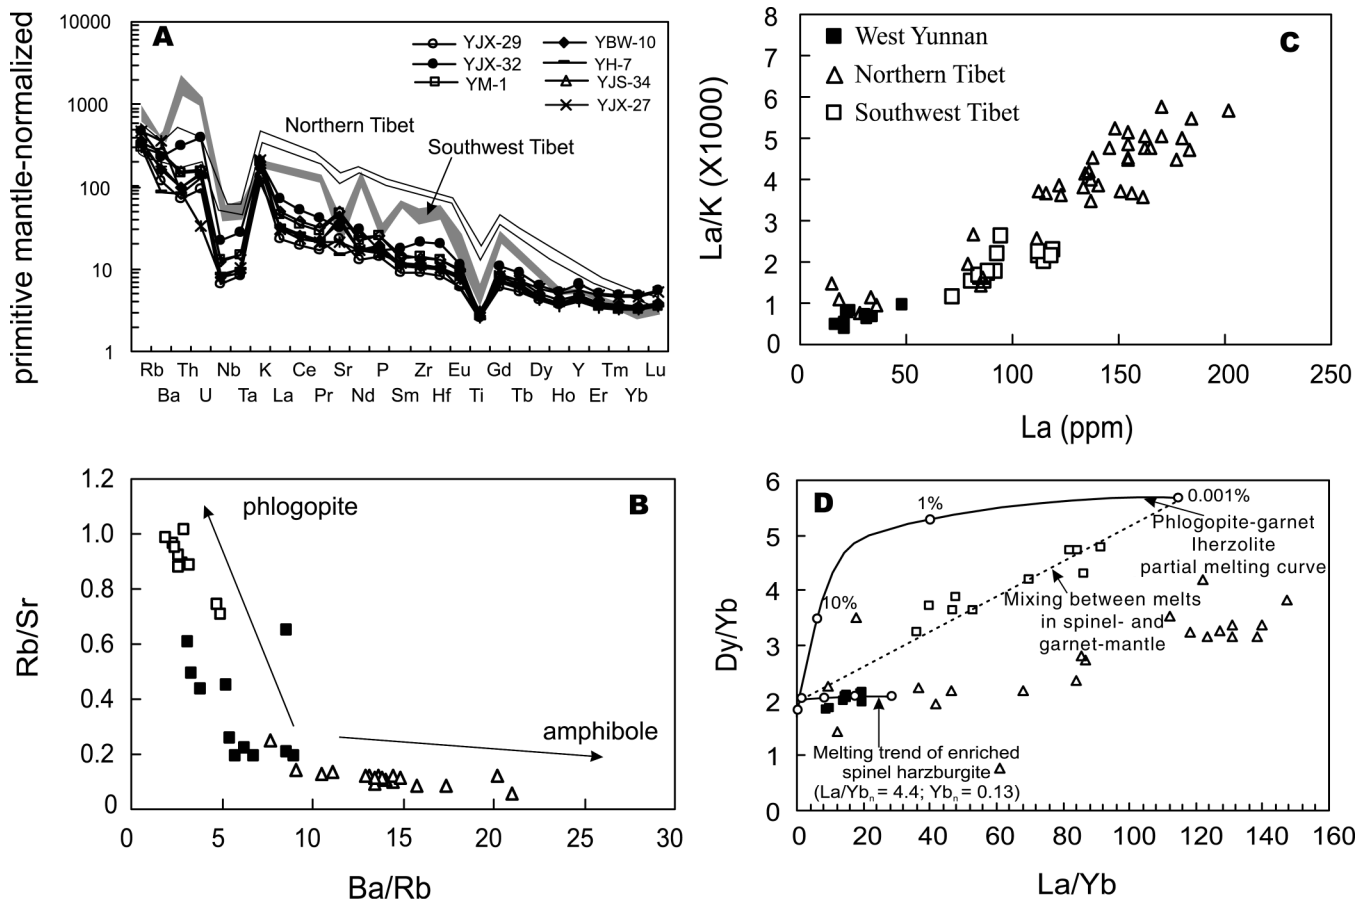 A
primitive mantle-normalized
10000
1000
100
10
1
YJX-29
YJX-32
YM-1
YBW-10
YH-7
YJS-34
YJX-27
Northern Tibet
Southwest Tibet
Rb Th Nb K Ce Sr P Zr Eu Gd Dy Y Tm Lu
Ba U Ta La Pr Nd Sm Hf Ti Tb Ho Er Yb
C
La/K (X1000)
8
7
6
5
4
3
2
1
0
West Yunnan
Northern Tibet
Southwest Tibet
0 50 100 150 200 250
La (ppm)
B
Rb/Sr
1.2
1.0
0.8
0.6
0.4
0.2
0
phlogopite
amphibole
0 5 10 15 20 25 30
Ba/Rb
D
Dy/Yb
6
5
4
3
2
1
0
1%
0.001%
10%
Phlogopite-garnet
lherzolite
partial melting curve
Mixing between melts
in spinel- and
garnet-mantle
Melting trend of enriched
spinel harzburgite
(La/Ybn = 4.4; Ybn = 0.13)
0 20 40 60 80 100 120 140 160
La/Yb